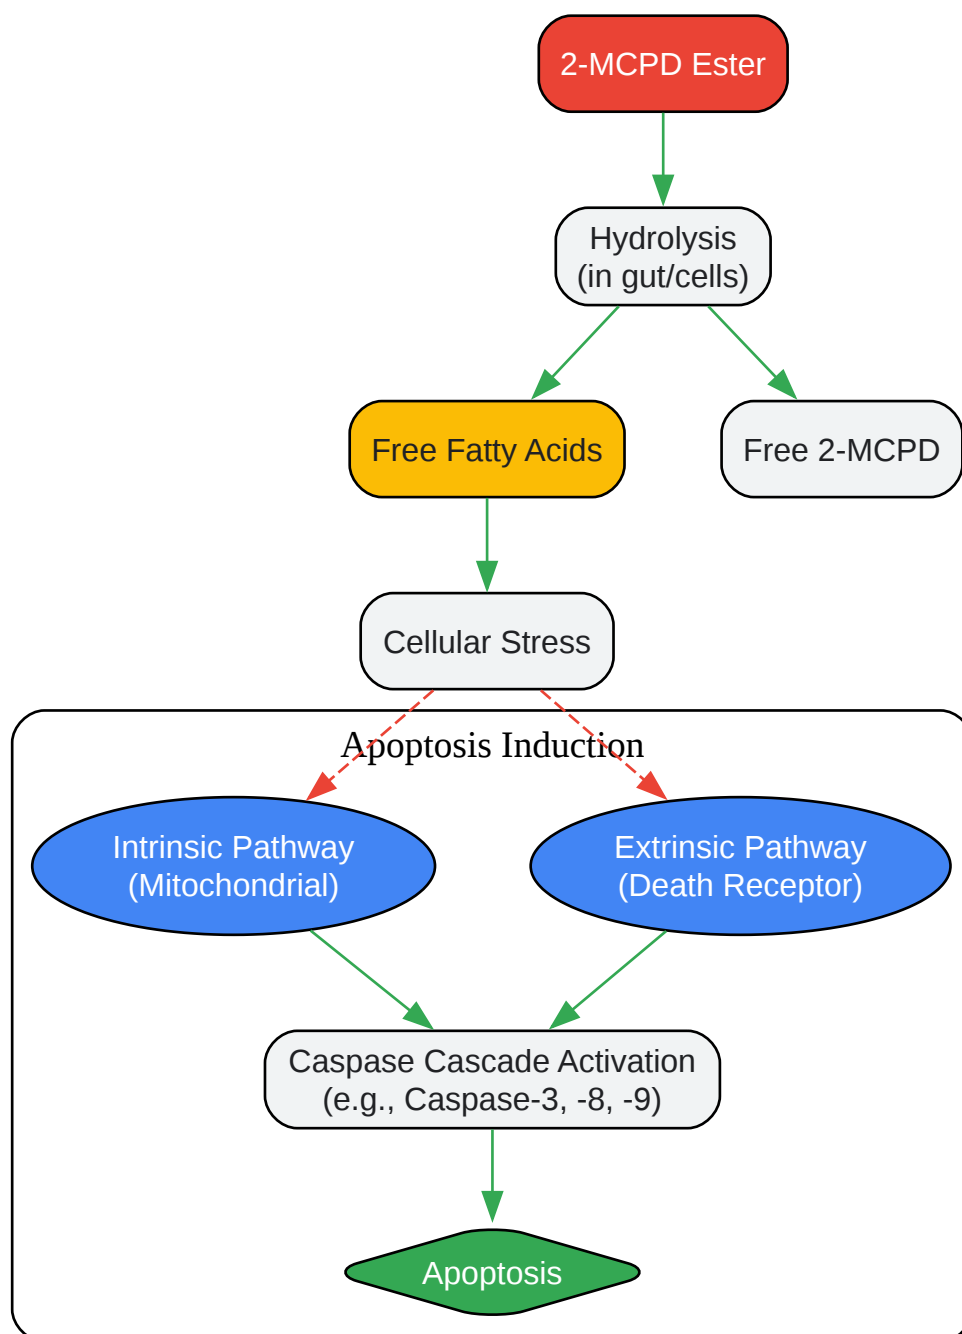 2-MCPD Ester
Hydrolysis
(in gut/cells)
Free Fatty Acids
Free 2-MCPD
Cellular Stress
Apoptosis Induction
Intrinsic Pathway
(Mitochondrial)
Extrinsic Pathway
(Death Receptor)
Caspase Cascade Activation
(e.g., Caspase-3, -8, -9)
Apoptosis